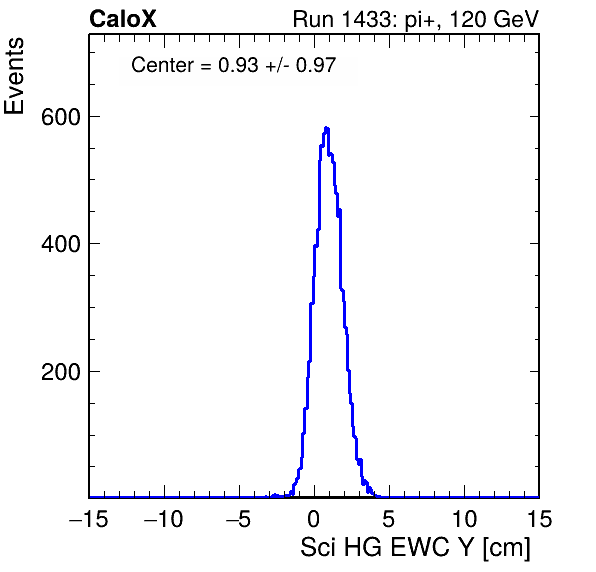 CaloX Run 1433: pi+, 120 GeV
Center = 0.93 +/- 0.97
Events
600
400
200
−15 −10 −5 0 5 10 15
Sci HG EWC Y [cm]